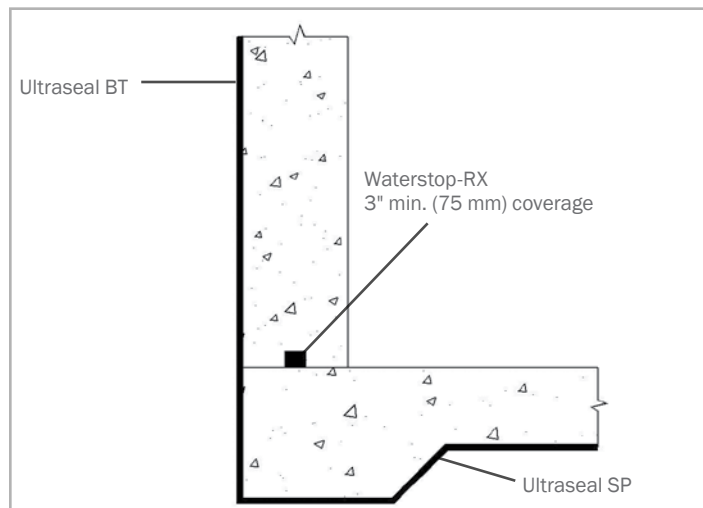 Ultraseal BT
Waterstop-RX
3" min. (75 mm) coverage
Ultraseal SP